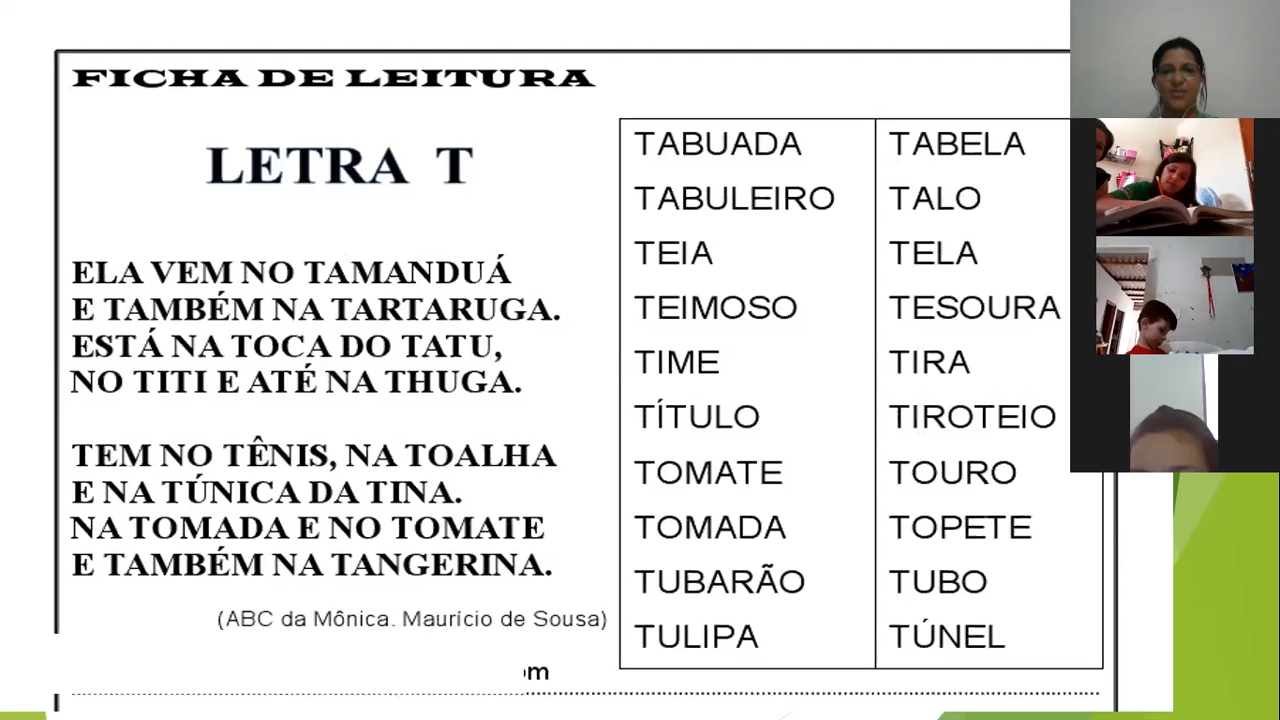 FICHA DE LEITURA
LETRA T
ELA VEM NO TAMANDUÁ
E TAMBÉM NA TARTARUGA.
ESTÁ NA TOCA DO TATU,
NO TITI E ATÉ NA THUGA.
TEM NO TÊNIS, NA TOALHA
E NA TÚNICA DA TINA.
NA TOMADA E NO TOMATE
E TAMBÉM NA TANGERINA.
(ABC da Mônica. Maurício de Sousa)
om
TABUADA TABELA
TABULEIRO TALO
TEIA TELA
TEIMOSO TESOURA
TIME TIRA
TÍTULO TIROTEIO
TOMATE TOURO
TOMADA TOPETE
TUBARÃO TUBO
TULIPA TÚNEL